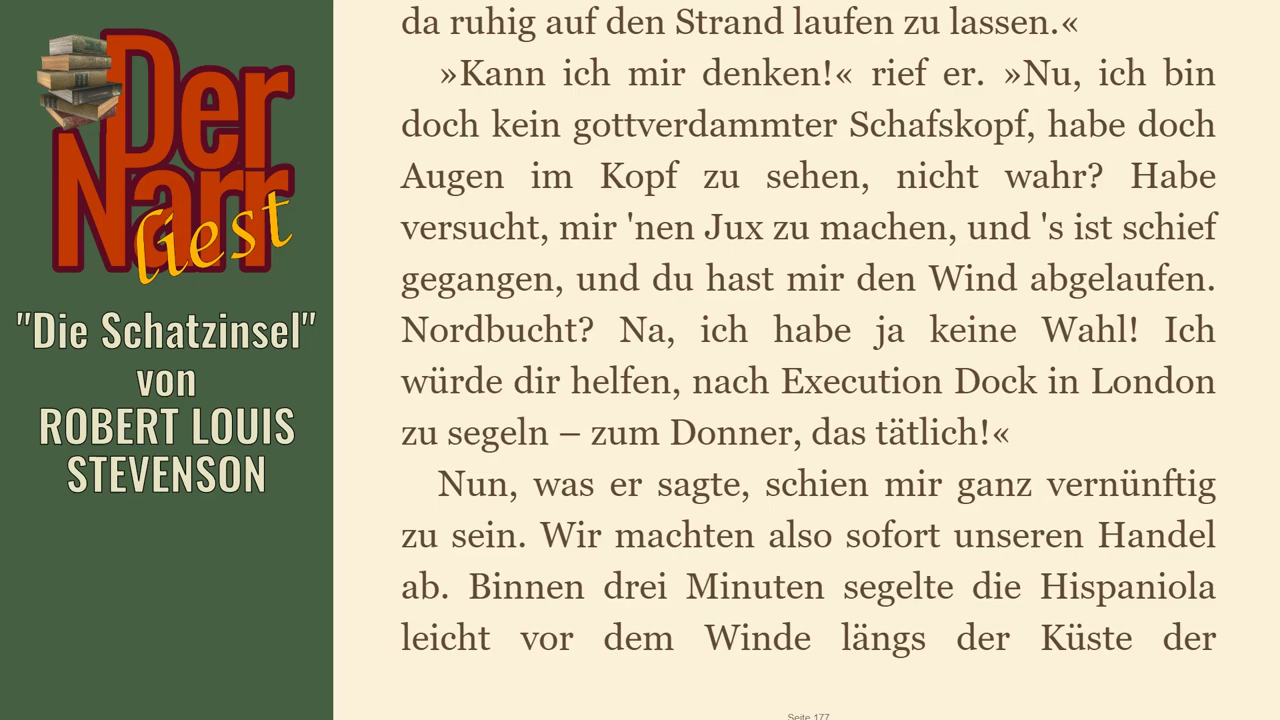 Der
Narr
liest
"Die Schatzinsel"
von
ROBERT LOUIS
STEVENSON
da ruhig auf den Strand laufen zu lassen.«
»Kann ich mir denken!« rief er. »Nu, ich bin
doch kein gottverdammter Schafskopf, habe doch
Augen im Kopf zu sehen, nicht wahr? Habe
versucht, mir 'nen Jux zu machen, und 's ist schief
gegangen, und du hast mir den Wind abgelaufen.
Nordbucht? Na, ich habe ja keine Wahl! Ich
würde dir helfen, nach Execution Dock in London
zu segeln – zum Donner, das tätlich!«
Nun, was er sagte, schien mir ganz vernünftig
zu sein. Wir machten also sofort unseren Handel
ab. Binnen drei Minuten segelte die Hispaniola
leicht vor dem Winde längs der Küste der
Seite 177